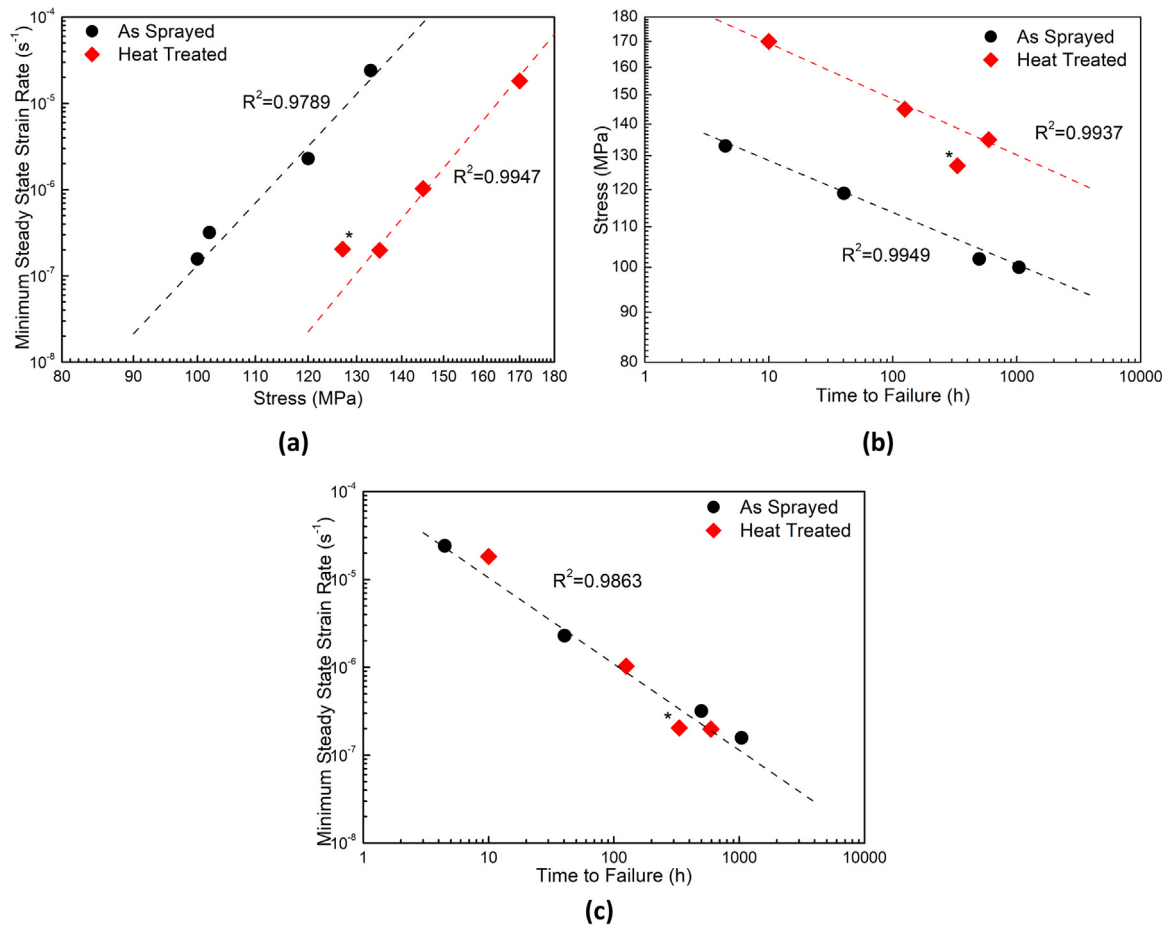 As Sprayed
Heat Treated
R²=0.9789
R²=0.9947
*
Minimum Steady State Strain Rate (s⁻¹)
10⁻⁴
10⁻⁵
10⁻⁶
10⁻⁷
10⁻⁸
80 90 100 110 120 130 140 150 160 170 180
Stress (MPa)
(a)
As Sprayed
Heat Treated
R²=0.9937
*
R²=0.9949
Stress (MPa)
180
170
160
150
140
130
120
110
100
90
80
1 10 100 1000 10000
Time to Failure (h)
(b)
As Sprayed
Heat Treated
R²=0.9863
*
Minimum Steady State Strain Rate (s⁻¹)
10⁻⁴
10⁻⁵
10⁻⁶
10⁻⁷
10⁻⁸
1 10 100 1000 10000
Time to Failure (h)
(c)